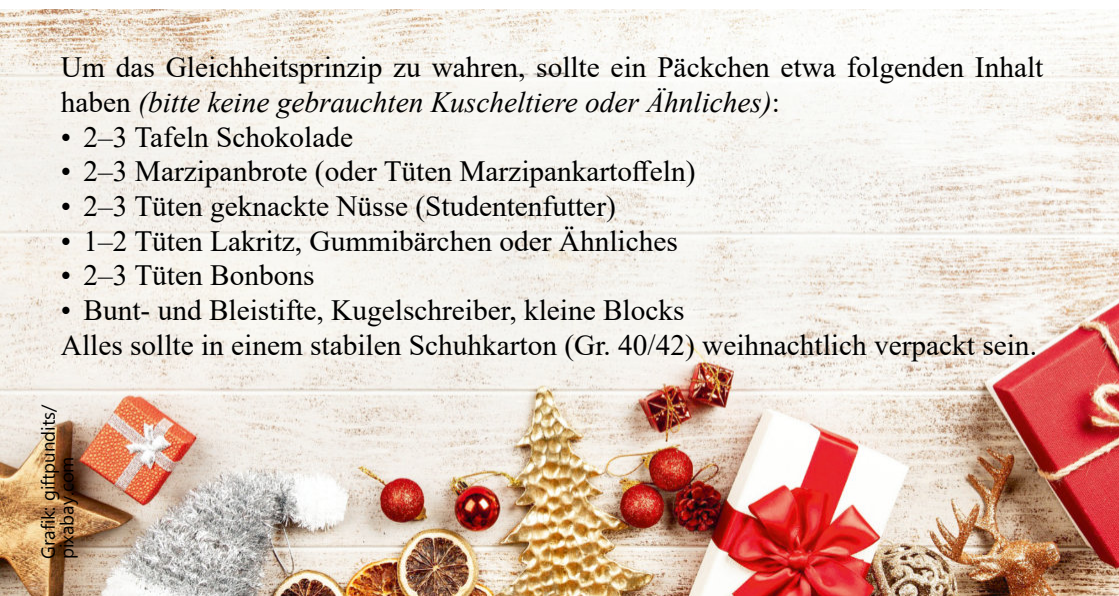 Um das Gleichheitsprinzip zu wahren, sollte ein Päckchen etwa folgenden Inhalt
haben (bitte keine gebrauchten Kuscheltiere oder Ähnliches):
• 2–3 Tafeln Schokolade
• 2–3 Marzipanbrote (oder Tüten Marzipankartoffeln)
• 2–3 Tüten geknackte Nüsse (Studentenfutter)
• 1–2 Tüten Lakritz, Gummibärchen oder Ähnliches
• 2–3 Tüten Bonbons
• Bunt- und Bleistifte, Kugelschreiber, kleine Blocks
Alles sollte in einem stabilen Schuhkarton (Gr. 40/42) weihnachtlich verpackt sein.
Grafik: giftpundits/
pixabay.com